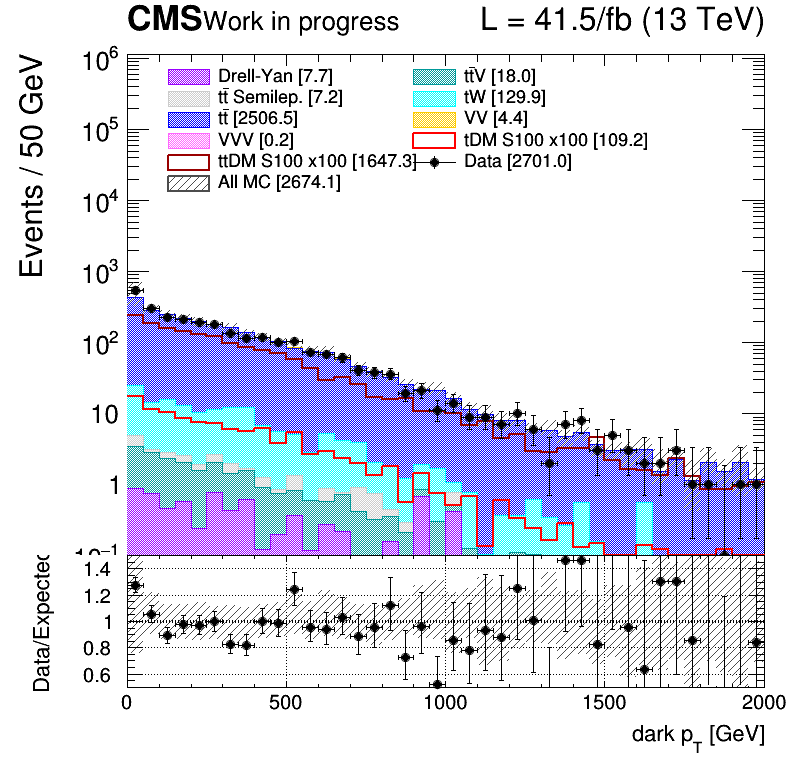 CMS Work in progress L = 41.5/fb (13 TeV)
Events / 50 GeV
10^6
10^5
10^4
10^3
10^2
10
1
10^-1
Drell-Yan [7.7] tt̄V [18.0]
tt̄ Semilep. [7.2] tW [129.9]
tt̄ [2506.5] VV [4.4]
VVV [0.2] tDM S100 x100 [109.2]
ttDM S100 x100 [1647.3] Data [2701.0]
All MC [2674.1]
Data/Expected
1.4
1.2
1
0.8
0.6
0 500 1000 1500 2000
dark p_T [GeV]